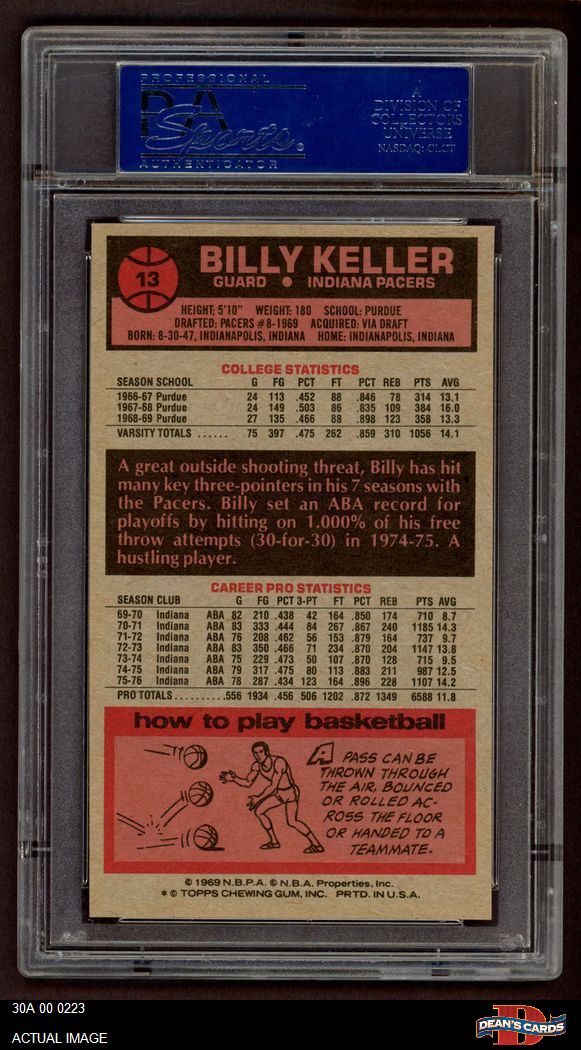 PROFESSIONAL
PSA
Sports®
AUTHENTICATOR
A
DIVISION OF
COLLECTORS
UNIVERSE
NASDAQ: CLCT
13
BILLY KELLER
GUARD ● INDIANA PACERS
HEIGHT: 5'10" WEIGHT: 180 SCHOOL: PURDUE
DRAFTED: PACERS #8-1969 ACQUIRED: VIA DRAFT
BORN: 8-30-47, INDIANAPOLIS, INDIANA HOME: INDIANAPOLIS, INDIANA
COLLEGE STATISTICS
SEASON SCHOOL G FG PCT FT PCT REB PTS AVG
1966-67 Purdue 24 113 .452 88 .846 78 314 13.1
1967-68 Purdue 24 149 .503 86 .835 109 384 16.0
1968-69 Purdue 27 135 .466 88 .898 123 358 13.3
VARSITY TOTALS ...... 75 397 .475 262 .859 310 1056 14.1
A great outside shooting threat, Billy has hit
many key three-pointers in his 7 seasons with
the Pacers. Billy set an ABA record for
playoffs by hitting on 1.000% of his free
throw attempts (30-for-30) in 1974-75. A
hustling player.
CAREER PRO STATISTICS
SEASON CLUB G FG PCT 3-PT FT PCT REB PTS AVG
69-70 Indiana ABA 82 210 .438 42 164 .850 174 710 8.7
70-71 Indiana ABA 83 333 .444 84 267 .867 240 1185 14.3
71-72 Indiana ABA 76 208 .462 56 153 .879 164 737 9.7
72-73 Indiana ABA 83 350 .466 71 234 .870 204 1147 13.8
73-74 Indiana ABA 75 229 .473 50 107 .870 128 715 9.5
74-75 Indiana ABA 79 317 .475 80 113 .883 211 987 12.5
75-76 Indiana ABA 78 287 .434 123 164 .896 228 1107 14.2
PRO TOTALS..........556 1934 .456 506 1202 .872 1349 6588 11.8
how to play basketball
A PASS CAN BE
THROWN THROUGH
THE AIR, BOUNCED
OR ROLLED AC-
ROSS THE FLOOR
OR HANDED TO A
TEAMMATE.
© 1969 N.B.P.A. © N.B.A. Properties, Inc.
* © TOPPS CHEWING GUM, INC. PRTD. IN U.S.A.
30A 00 0223
ACTUAL IMAGE
D
DEAN'S CARDS